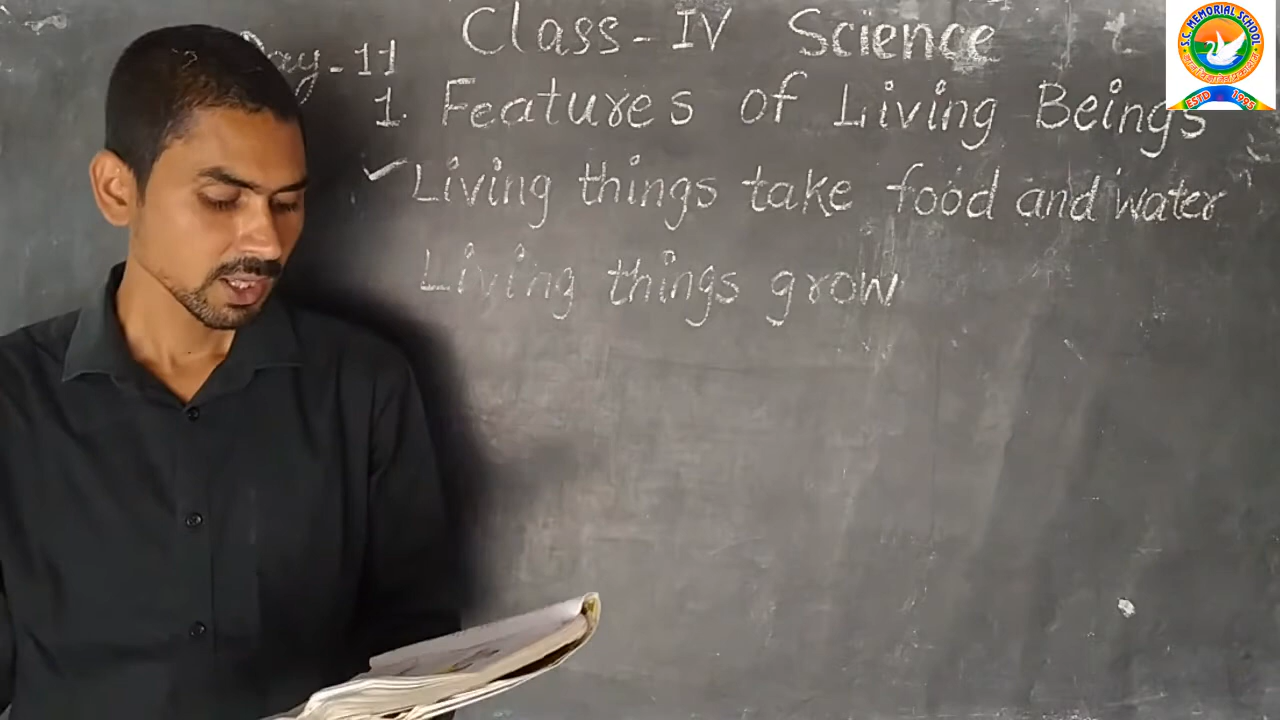 Class - IV Science
Day - 11
1. Features of Living Beings
✓ Living things take food and water
Living things grow
S.C. MEMORIAL SCHOOL
ESTD 1995